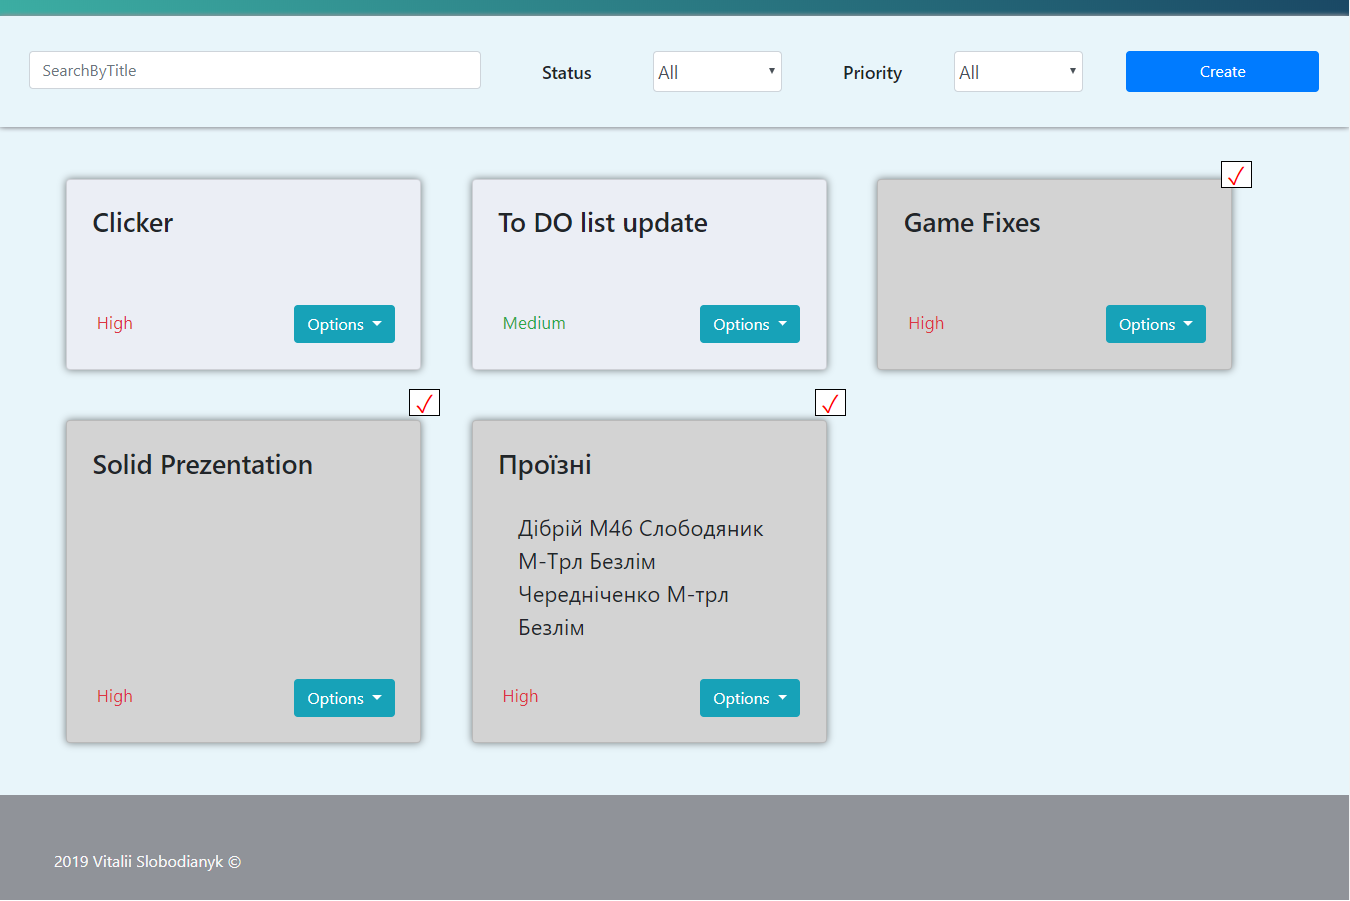 SearchByTitle
Status
All
Priority
All
Create
Clicker
High
Options
To DO list update
Medium
Options
Game Fixes
High
Options
Solid Prezentation
High
Options
Проїзні
Дібрій М46 Слободяник
М-Трл Безлім
Чередніченко М-трл
Безлім
High
Options
2019 Vitalii Slobodianyk ©